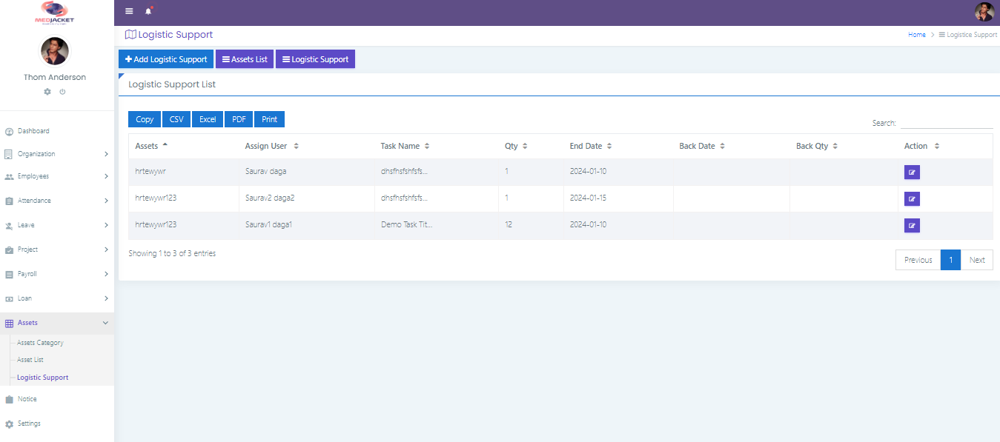 MEDJACKET
Thom Anderson
Dashboard
Organization
Employees
Attendance
Leave
Project
Payroll
Loan
Assets
Assets Category
Asset List
Logistic Support
Notice
Settings
Logistic Support
Home > Logistice Support
Add Logistic Support Assets List Logistic Support
Logistic Support List
Copy CSV Excel PDF Print
Search:
Assets Assign User Task Name Qty End Date Back Date Back Qty Action
hrtewywr Saurav daga dhsfhsfshfsfs... 1 2024-01-10
hrtewywr123 Saurav2 daga2 dhsfhsfshfsfs... 1 2024-01-15
hrtewywr123 Saurav1 daga1 Demo Task Tit... 12 2024-01-10
Showing 1 to 3 of 3 entries
Previous 1 Next